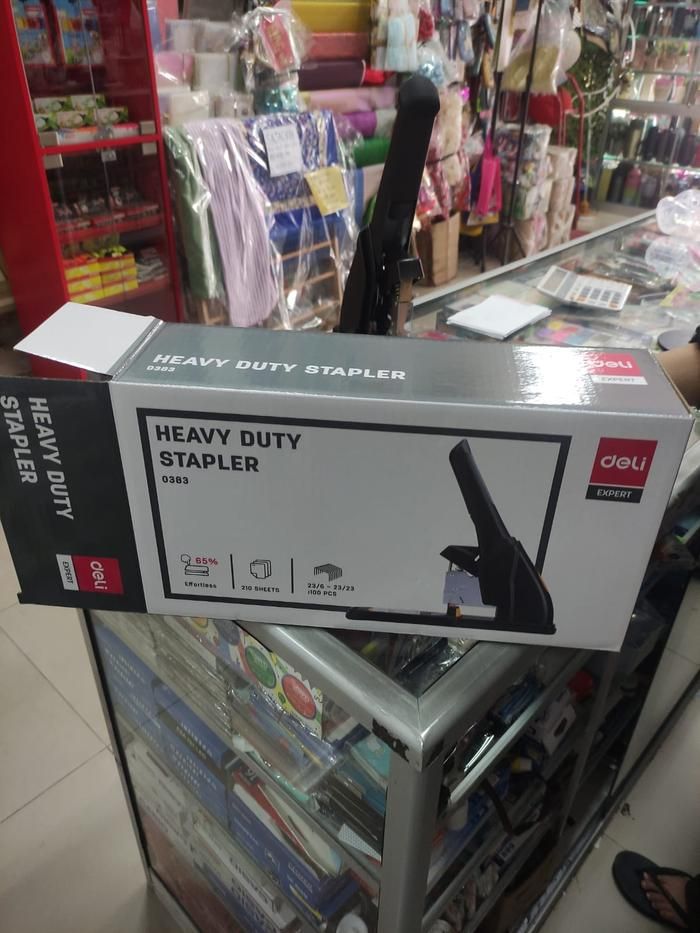 HEAVY DUTY STAPLER
0383
deli
EXPERT
HEAVY DUTY
STAPLER
0383
deli
EXPERT
65%
Effortless
210 SHEETS
23/6 - 23/23
:100 PCS
HEAVY DUTY
STAPLER
deli
EXPERT